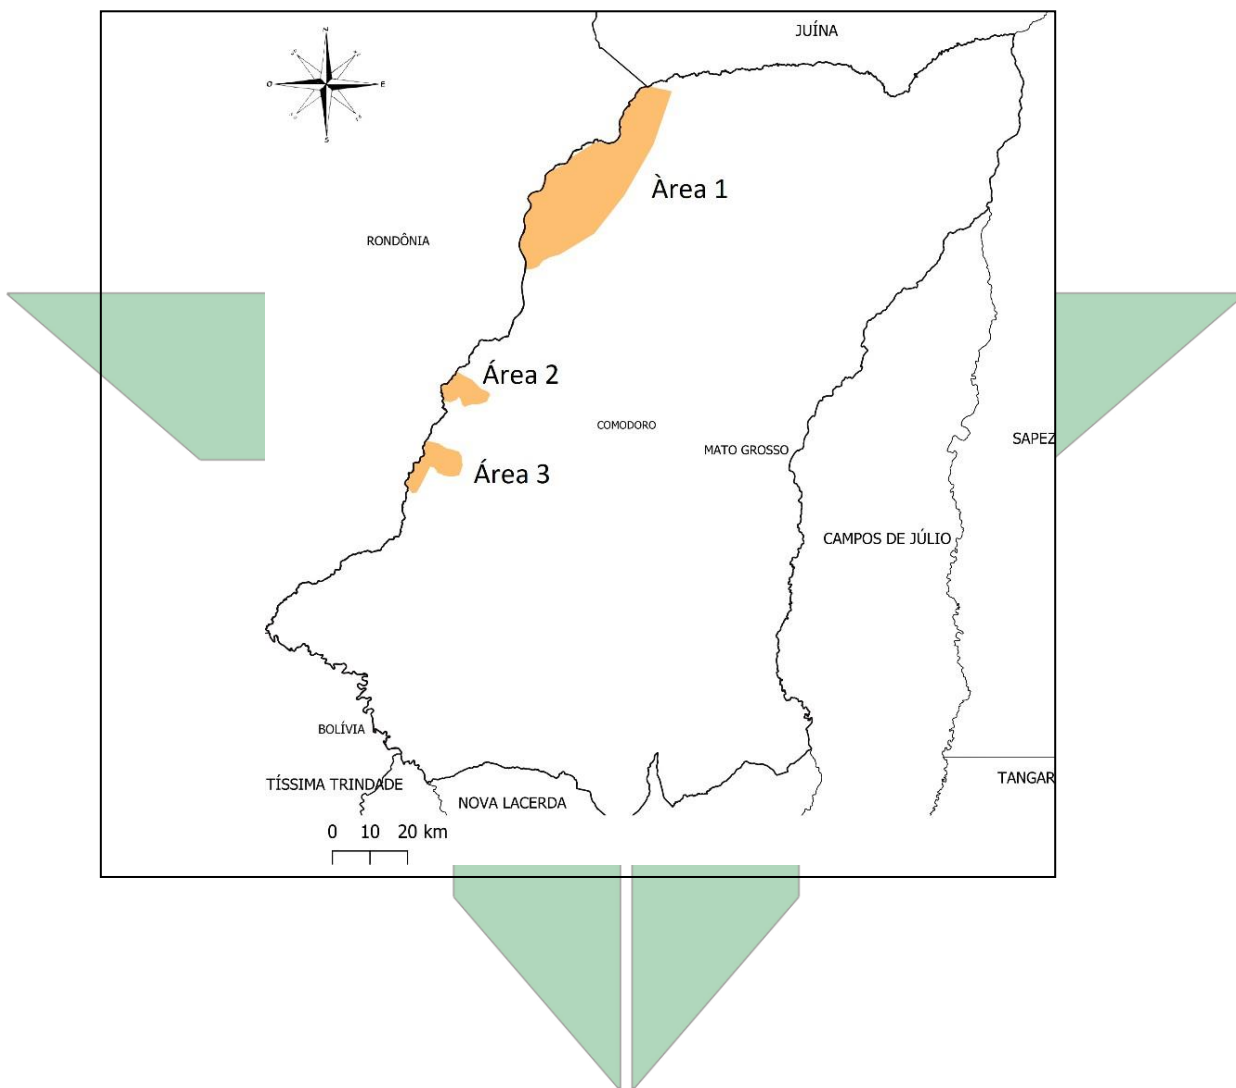 JUÍNA
N
O
E
S
Àrea 1
RONDÔNIA
Área 2
COMODORO
SAPEZ
MATO GROSSO
Área 3
CAMPOS DE JÚLIO
BOLÍVIA
TÍSSIMA TRINDADE
TANGAR
NOVA LACERDA
0 10 20 km